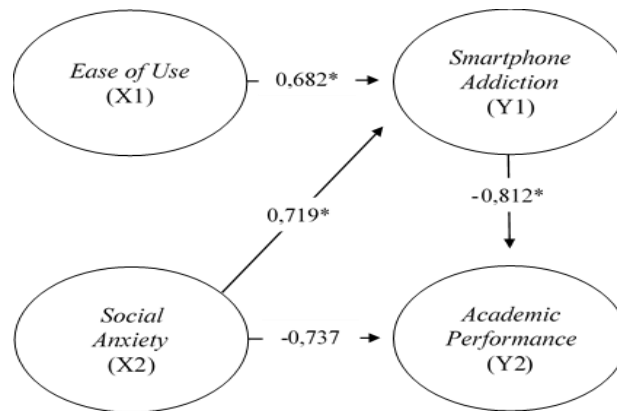 Ease of Use
(X1)
0,682*
Smartphone
Addiction
(Y1)
0,719*
-0,812*
Social
Anxiety
(X2)
-0,737
Academic
Performance
(Y2)